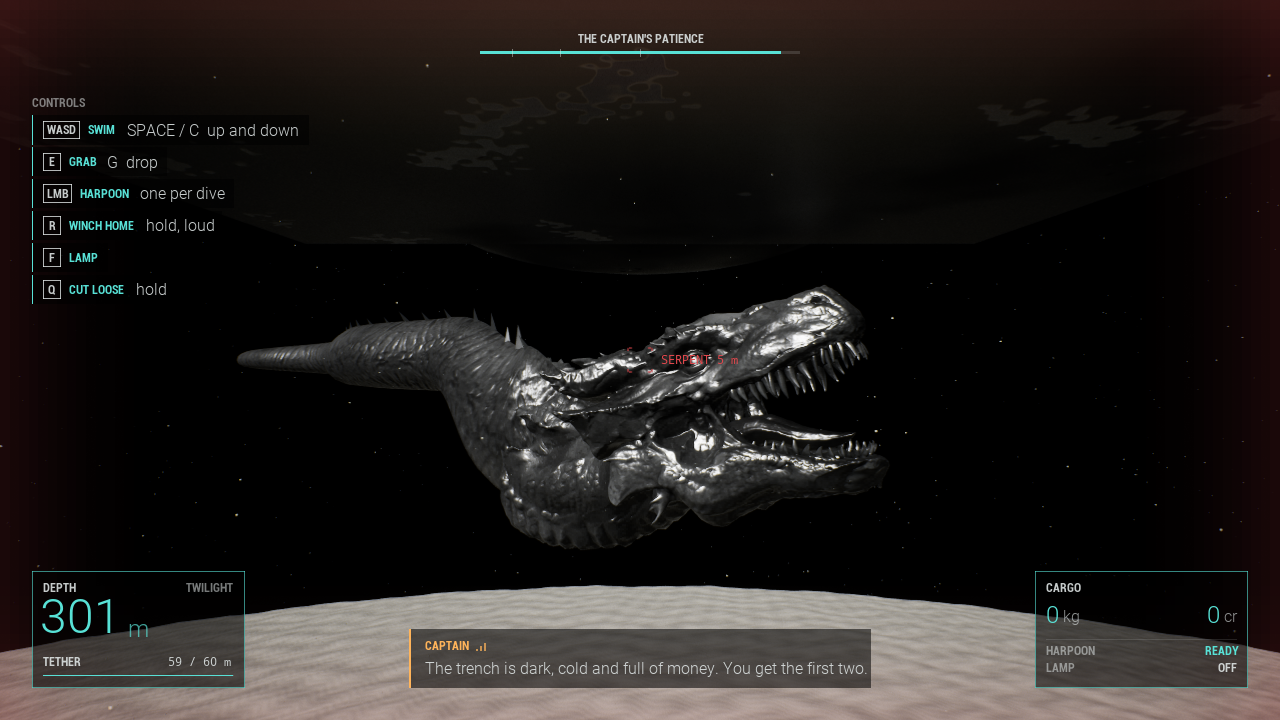 THE CAPTAIN'S PATIENCE
CONTROLS
WASD SWIM SPACE / C up and down
E GRAB G drop
LMB HARPOON one per dive
R WINCH HOME hold, loud
F LAMP
Q CUT LOOSE hold
SERPENT 5 m
DEPTH TWILIGHT
301 m
TETHER 59 / 60 m
CAPTAIN
The trench is dark, cold and full of money. You get the first two.
CARGO
0 kg 0 cr
HARPOON READY
LAMP OFF